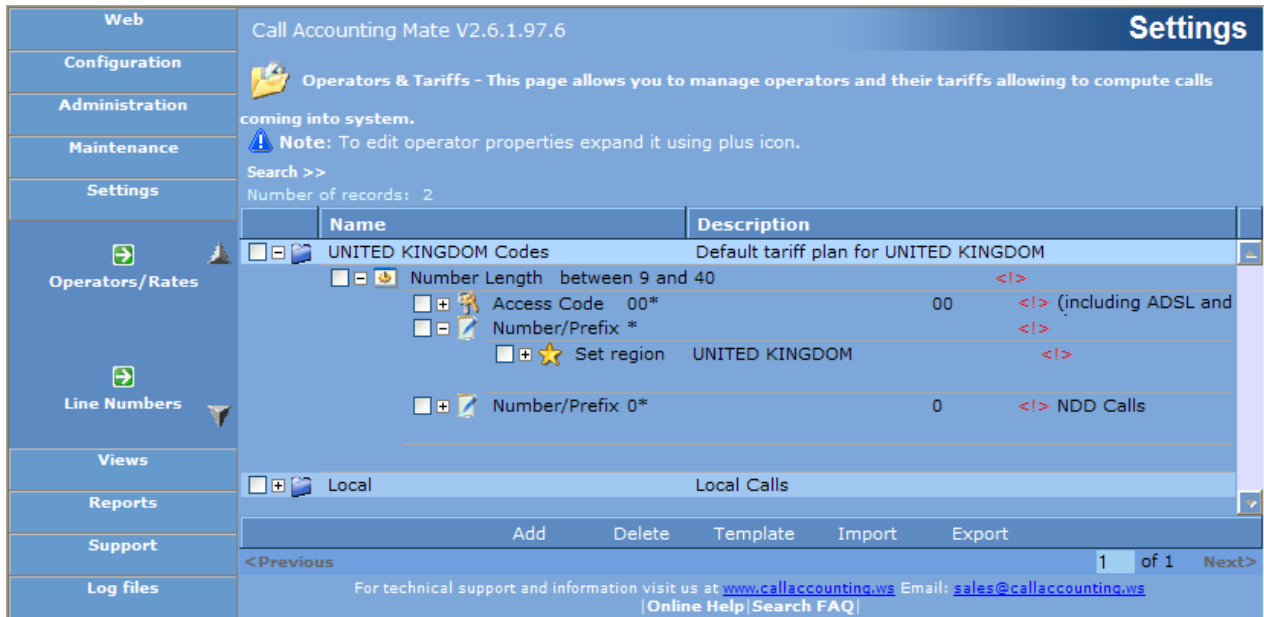 Web
Configuration
Administration
Maintenance
Settings
Operators/Rates
Line Numbers
Views
Reports
Support
Log files
Call Accounting Mate V2.6.1.97.6
Settings
Operators & Tariffs - This page allows you to manage operators and their tariffs allowing to compute calls
coming into system.
Note: To edit operator properties expand it using plus icon.
Search >>
Number of records: 2
Name Description
UNITED KINGDOM Codes Default tariff plan for UNITED KINGDOM
Number Length between 9 and 40 <!>
Access Code 00* 00 <!> (including ADSL and
Number/Prefix * <!>
Set region UNITED KINGDOM <!>
Number/Prefix 0* 0 <!> NDD Calls
Local Local Calls
Add Delete Template Import Export
<Previous 1 of 1 Next>
For technical support and information visit us at www.callaccounting.ws Email: sales@callaccounting.ws
|Online Help|Search FAQ|